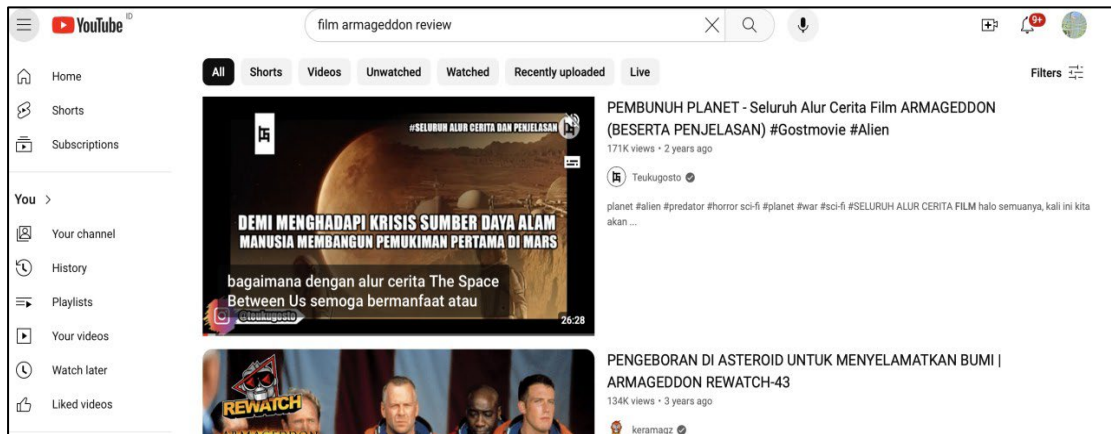 YouTube ID
film armageddon review
9+
Home
Shorts
Subscriptions
You >
Your channel
History
Playlists
Your videos
Watch later
Liked videos
All Shorts Videos Unwatched Watched Recently uploaded Live
Filters
#SELURUH ALUR CERITA DAN PENJELASAN
DEMI MENGHADAPI KRISIS SUMBER DAYA ALAM
MANUSIA MEMBANGUN PEMUKIMAN PERTAMA DI MARS
bagaimana dengan alur cerita The Space
Between Us semoga bermanfaat atau
@teukugosto
26:28
PEMBUNUH PLANET - Seluruh Alur Cerita Film ARMAGEDDON
(BESERTA PENJELASAN) #Gostmovie #Alien
171K views • 2 years ago
Teukugosto
planet #alien #predator #horror sci-fi #planet #war #sci-fi #SELURUH ALUR CERITA FILM halo semuanya, kali ini kita
akan ...
REWATCH
ARMAGEDDON
PENGEBORAN DI ASTEROID UNTUK MENYELAMATKAN BUMI |
ARMAGEDDON REWATCH-43
134K views • 3 years ago
keramagz